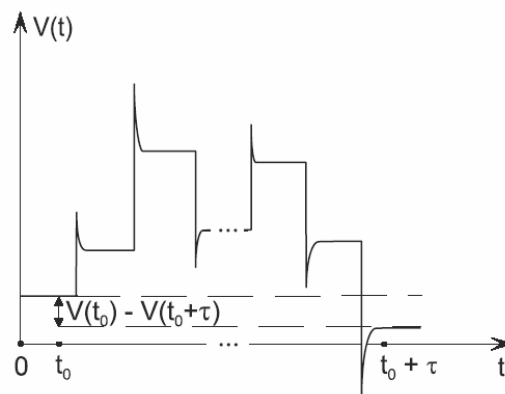 V(t)
V(t₀) - V(t₀+τ)
0 t₀ ... t₀ + τ t